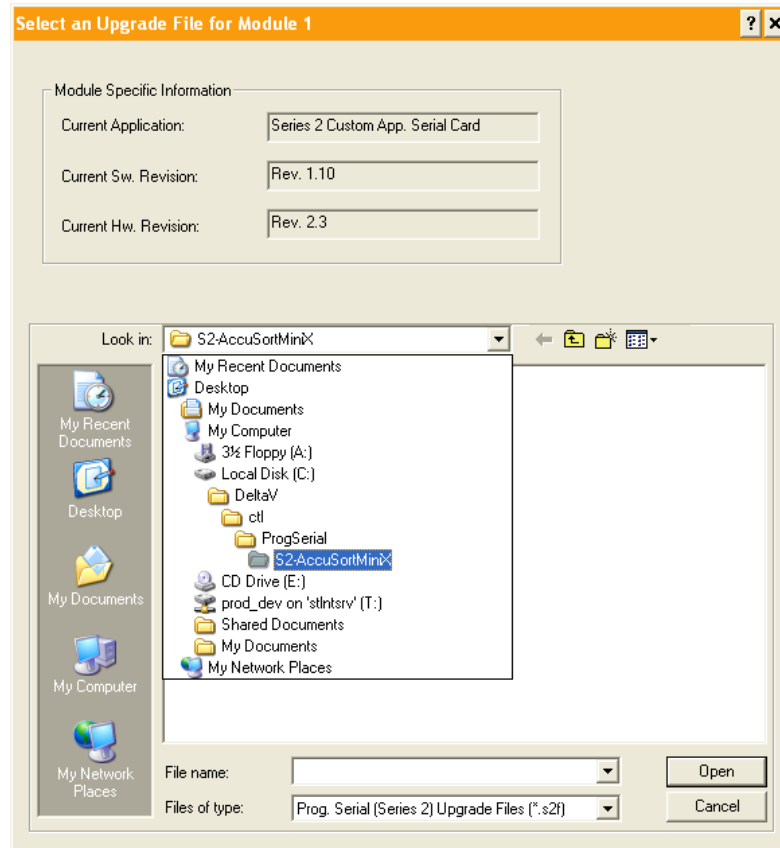 Select an Upgrade File for Module 1
Module Specific Information
Current Application: Series 2 Custom App. Serial Card
Current Sw. Revision: Rev. 1.10
Current Hw. Revision: Rev. 2.3
Look in: S2-AccuSortMiniX
My Recent Documents
Desktop
My Documents
My Computer
3½ Floppy (A:)
Local Disk (C:)
DeltaV
ctl
ProgSerial
S2-AccuSortMiniX
CD Drive (E:)
prod_dev on 'stlntsrv' (T:)
Shared Documents
My Documents
My Network Places
My Recent
Documents
Desktop
My Documents
My Computer
My Network
Places
File name:
Open
Files of type: Prog. Serial (Series 2) Upgrade Files (*.s2f)
Cancel